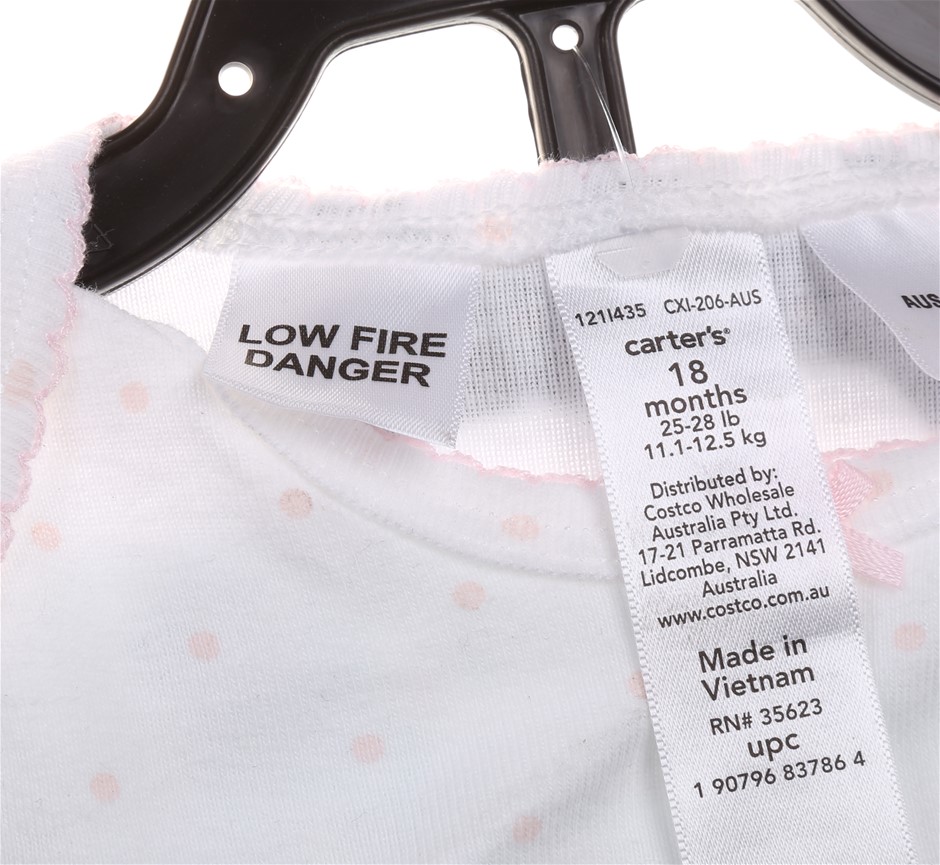 LOW FIRE
DANGER
121I435 CXI-206-AUS
carter's®
18
months
25-28 lb
11.1-12.5 kg
Distributed by:
Costco Wholesale
Australia Pty Ltd.
17-21 Parramatta Rd.
Lidcombe, NSW 2141
Australia
www.costco.com.au
Made in
Vietnam
RN# 35623
upc
1 90796 83786 4
AUS